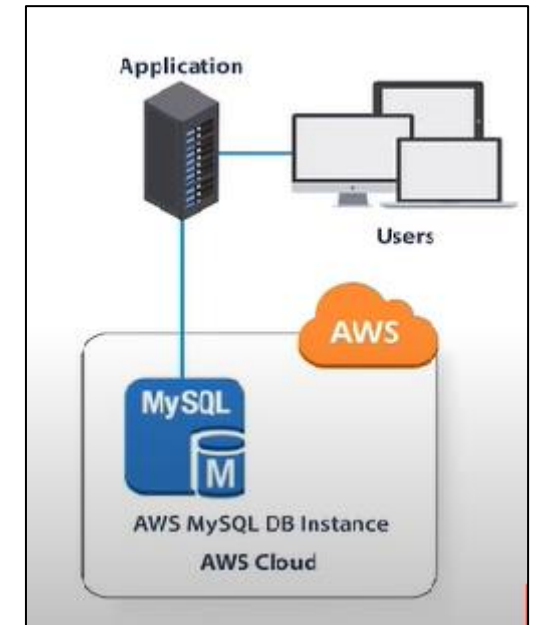 Application
Users
AWS
MySQL
M
AWS MySQL DB Instance
AWS Cloud